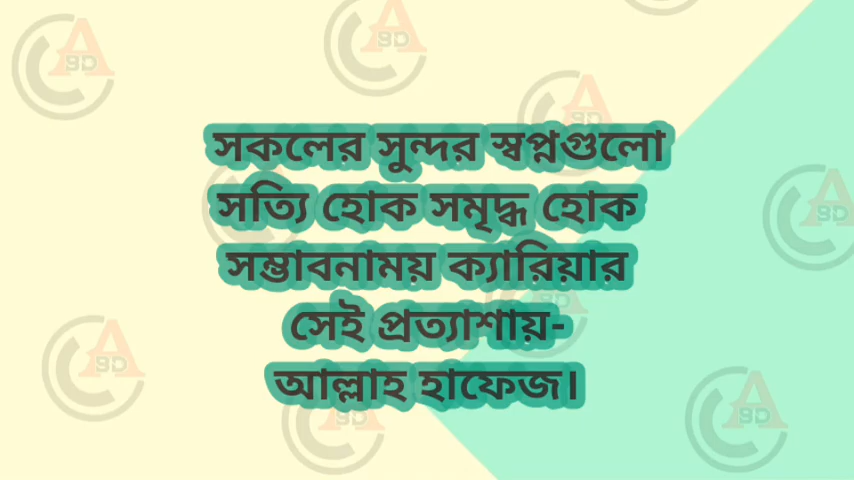 সকলের সুন্দর স্বপ্নগুলো
সত্যি হোক সমৃদ্ধ হোক
সম্ভাবনাময় ক্যারিয়ার
সেই প্রত্যাশায়-
আল্লাহ হাফেজ।